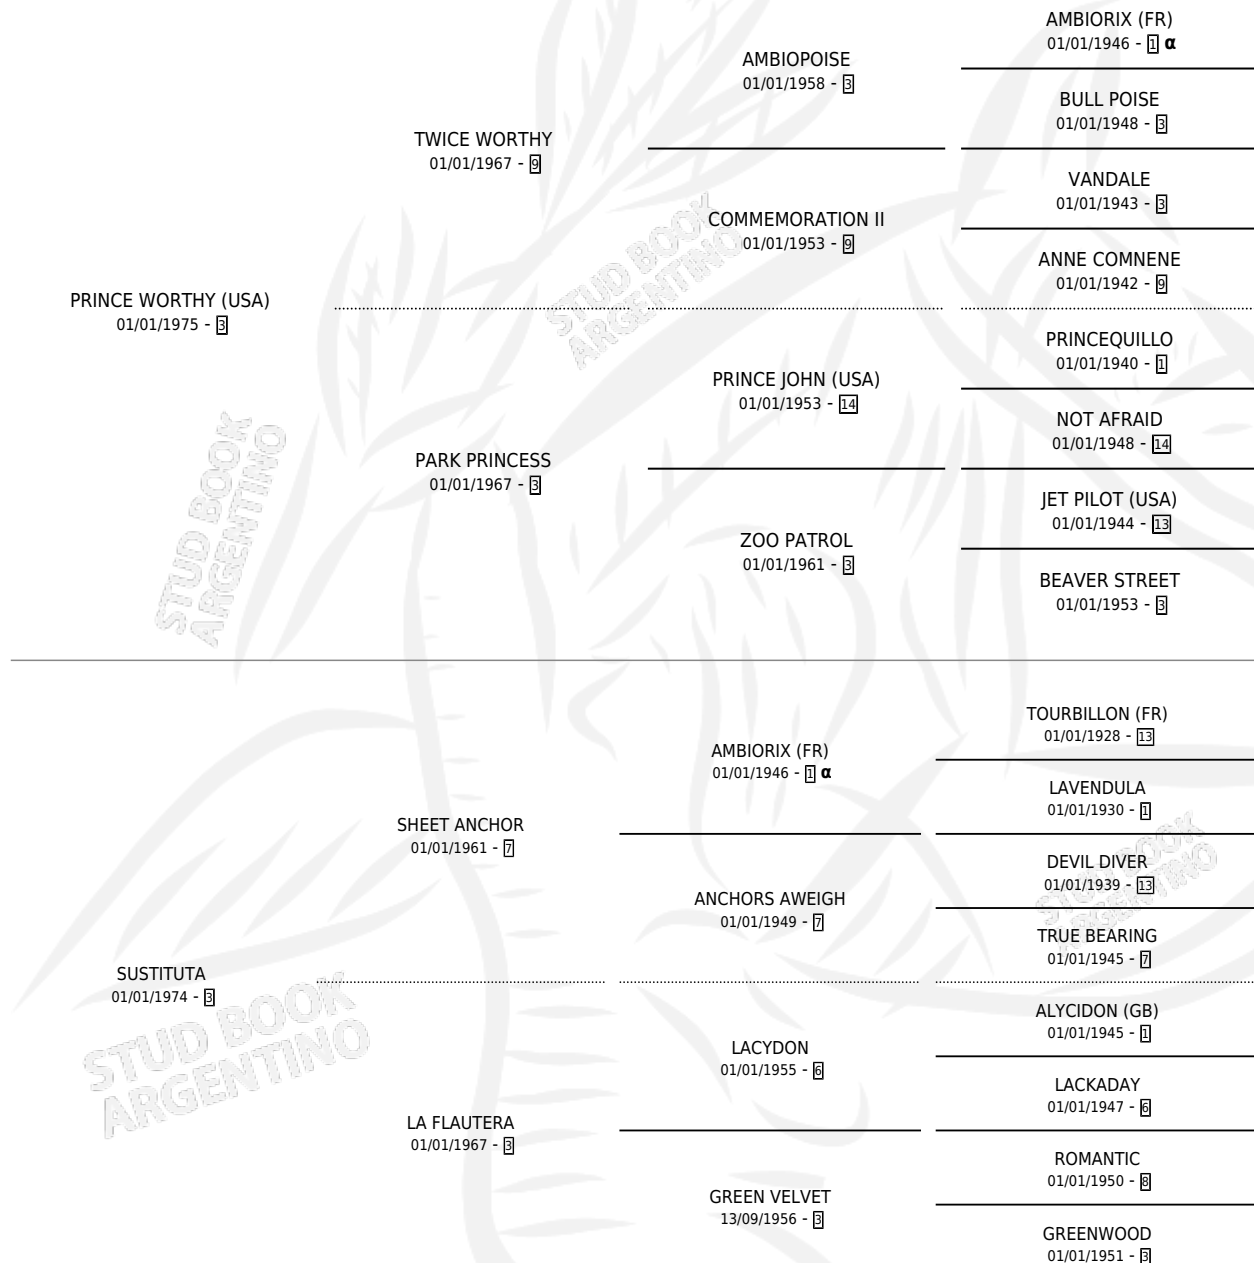 AMBIORIX (FR)
01/01/1946 - 1 α
AMBIOPOISE
01/01/1958 - 3
BULL POISE
01/01/1948 - 3
TWICE WORTHY
01/01/1967 - 9
VANDALE
01/01/1943 - 3
COMMEMORATION II
01/01/1953 - 9
ANNE COMNENE
01/01/1942 - 9
PRINCE WORTHY (USA)
01/01/1975 - 3
PRINCEQUILLO
01/01/1940 - 1
PRINCE JOHN (USA)
01/01/1953 - 14
NOT AFRAID
01/01/1948 - 14
PARK PRINCESS
01/01/1967 - 3
JET PILOT (USA)
01/01/1944 - 13
ZOO PATROL
01/01/1961 - 3
BEAVER STREET
01/01/1953 - 3
STUD BOOK
ARGENTINO
STUD BOOK
ARGENTINO
TOURBILLON (FR)
01/01/1928 - 13
AMBIORIX (FR)
01/01/1946 - 1 α
LAVENDULA
01/01/1930 - 1
SHEET ANCHOR
01/01/1961 - 7
DEVIL DIVER
01/01/1939 - 13
ANCHORS AWEIGH
01/01/1949 - 7
TRUE BEARING
01/01/1945 - 7
SUSTITUTA
01/01/1974 - 3
ALYCIDON (GB)
01/01/1945 - 1
LACYDON
01/01/1955 - 6
LACKADAY
01/01/1947 - 6
LA FLAUTERA
01/01/1967 - 3
ROMANTIC
01/01/1950 - 8
GREEN VELVET
13/09/1956 - 3
GREENWOOD
01/01/1951 - 3
STUD BOOK
ARGENTINO
STUD BOOK
ARGENTINO